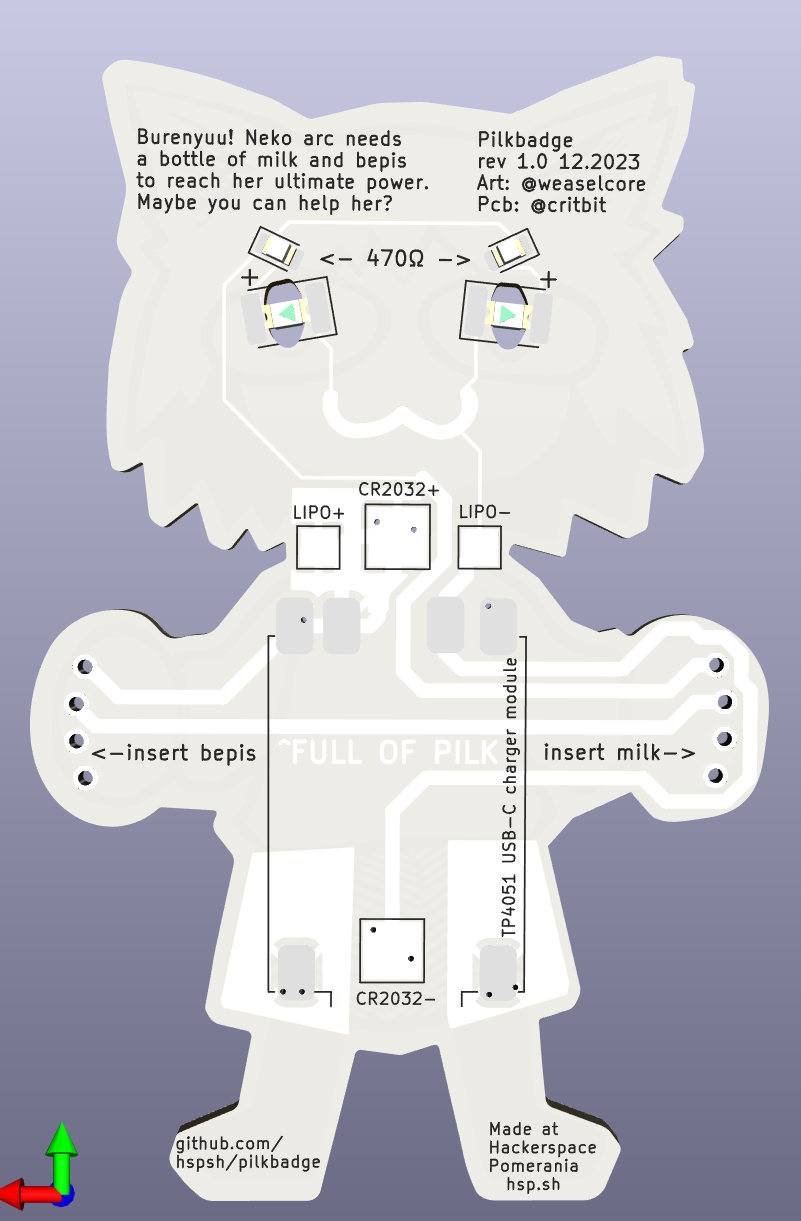 Burenyuu! Neko arc needs
a bottle of milk and bepis
to reach her ultimate power.
Maybe you can help her?
Pilkbadge
rev 1.0 12.2023
Art: @weaselcore
Pcb: @critbit
<- 470Ω ->
+
+
CR2032+
LIPO+
LIPO-
<-insert bepis
^FULL OF PILK
insert milk->
TP4051 USB-C charger module
CR2032-
github.com/
hspsh/pilkbadge
Made at
Hackerspace
Pomerania
hsp.sh